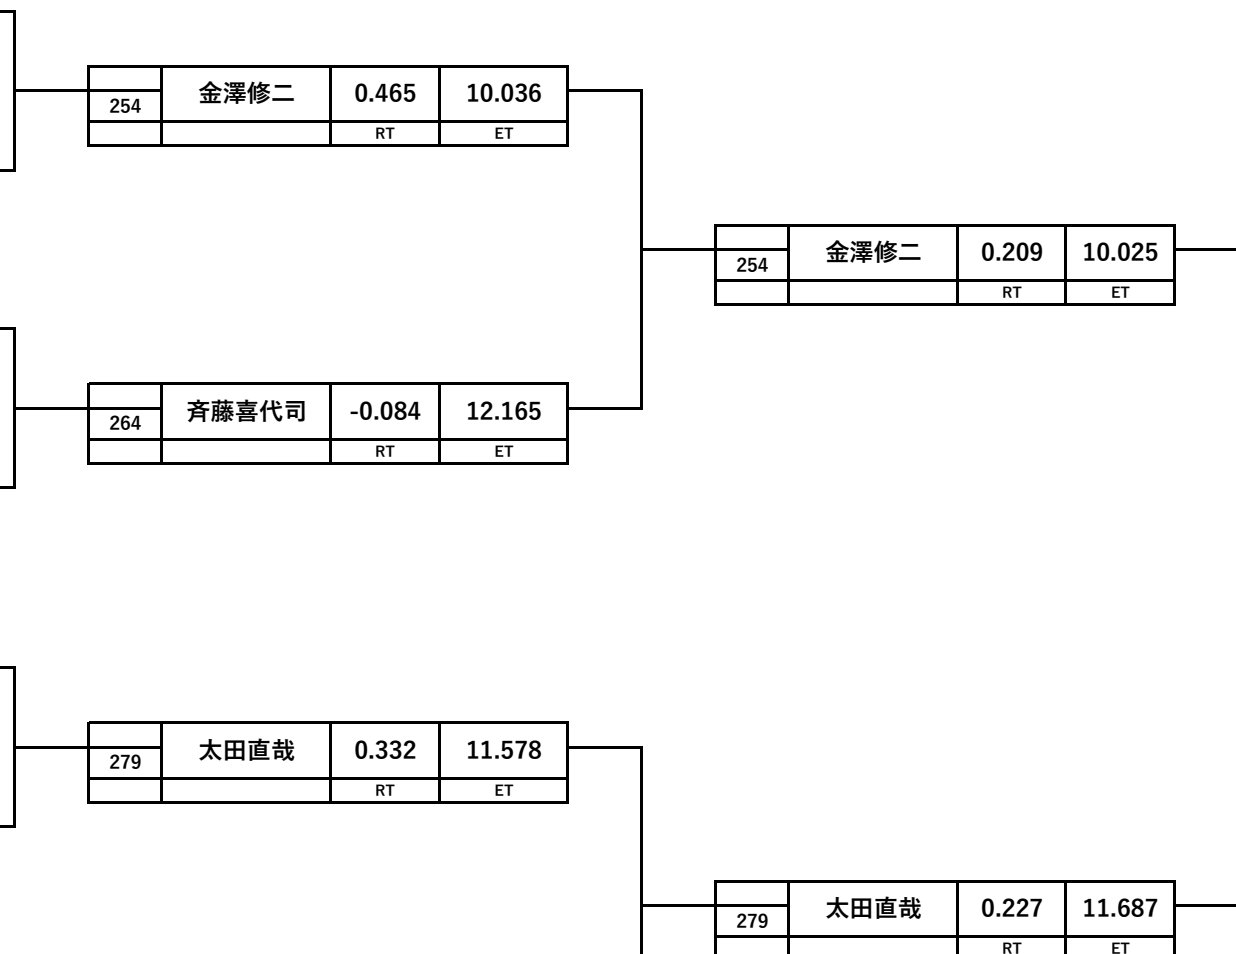 254 金澤修二 0.465 10.036
RT ET
254 金澤修二 0.209 10.025
RT ET
264 斉藤喜代司 -0.084 12.165
RT ET
279 太田直哉 0.332 11.578
RT ET
279 太田直哉 0.227 11.687
RT ET